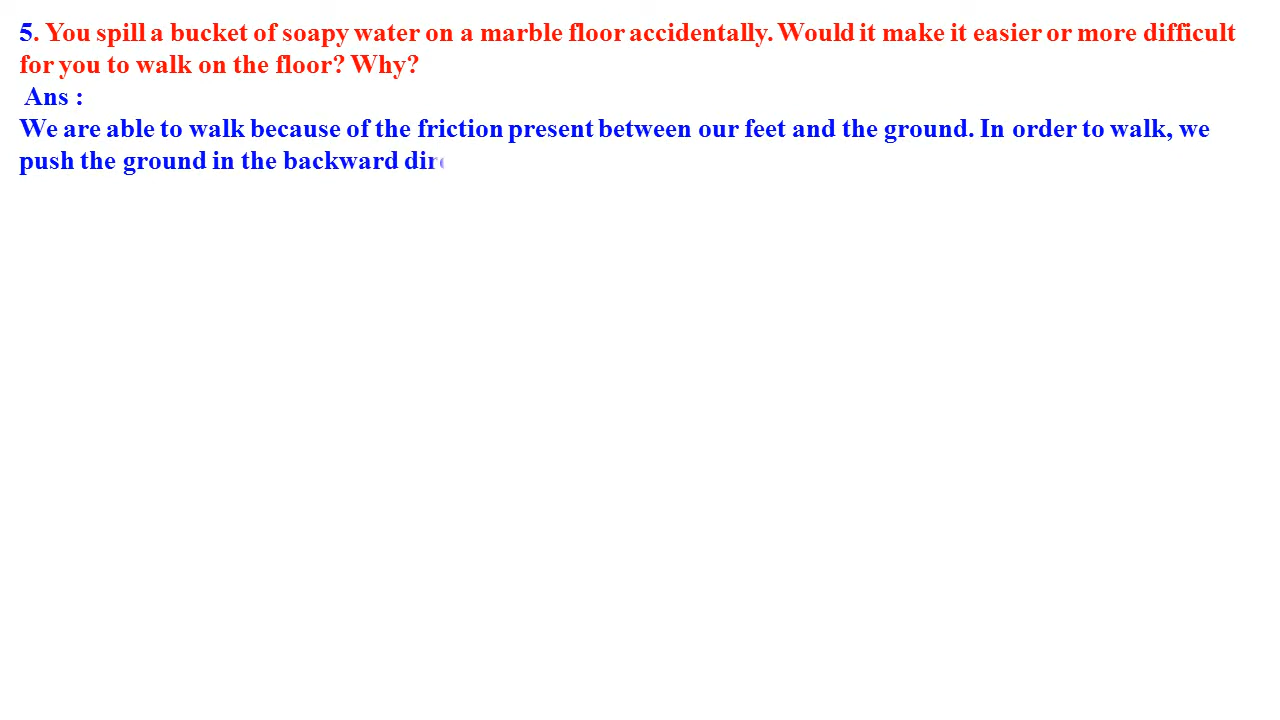 5. You spill a bucket of soapy water on a marble floor accidentally. Would it make it easier or more difficult
for you to walk on the floor? Why?
Ans :
We are able to walk because of the friction present between our feet and the ground. In order to walk, we
push the ground in the backward